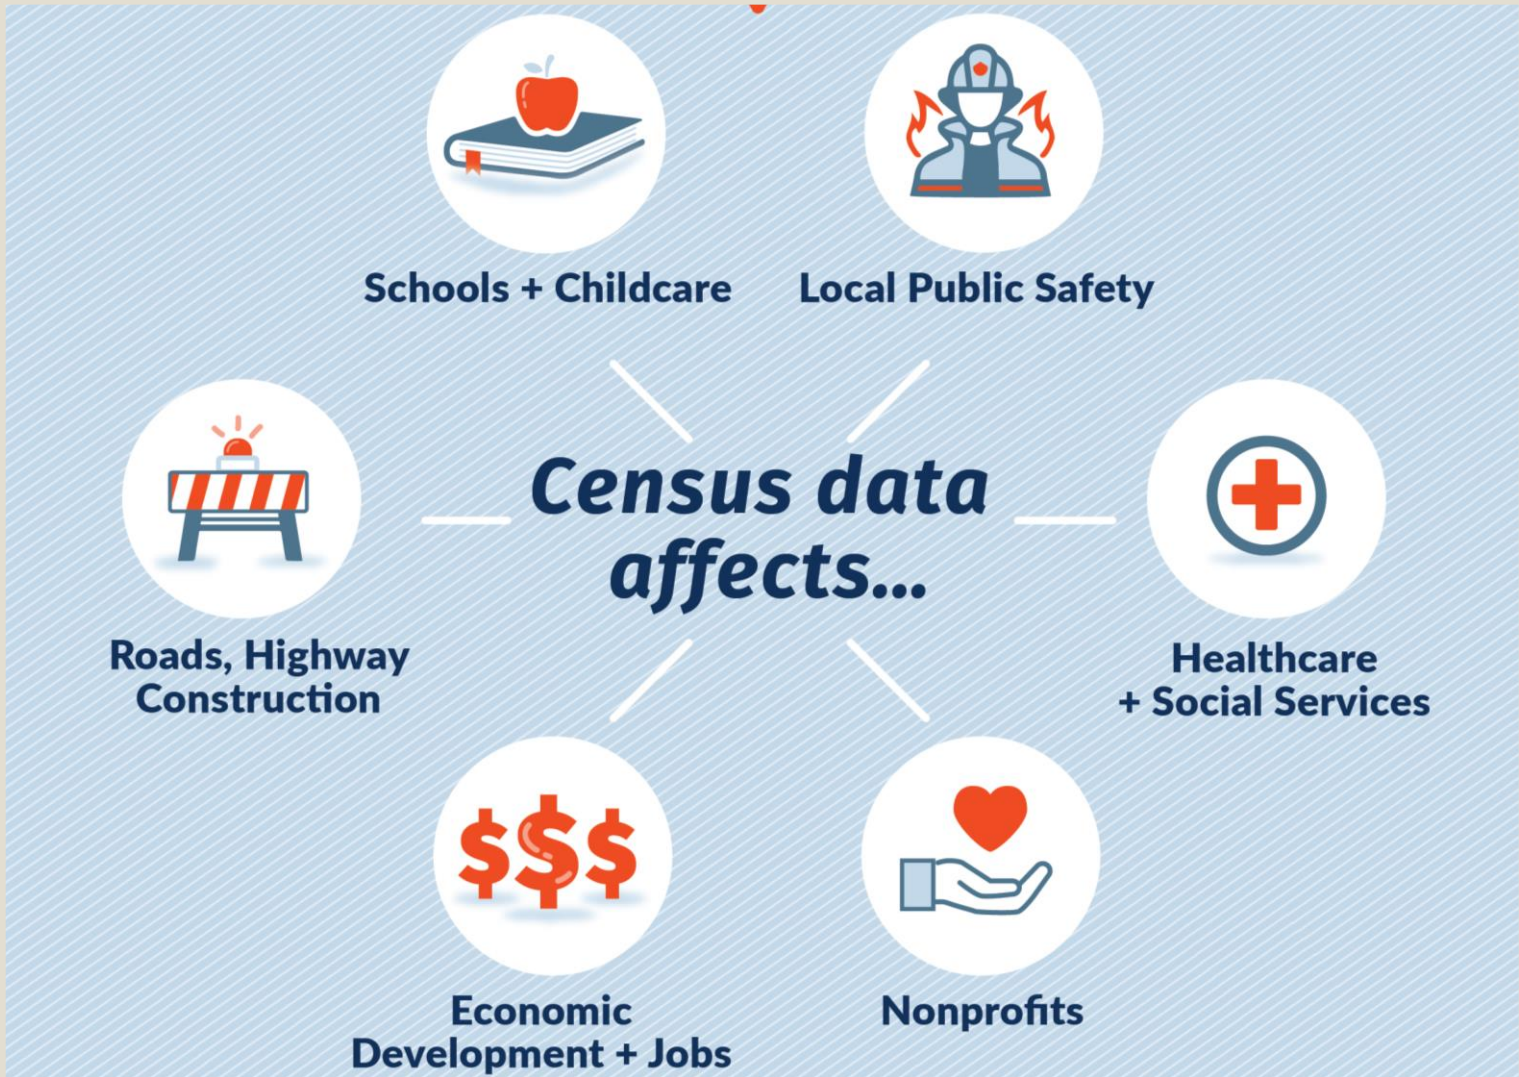 Schools + Childcare
Local Public Safety
Census data
affects...
Roads, Highway
Construction
Healthcare
+ Social Services
$$$
Economic
Development + Jobs
Nonprofits